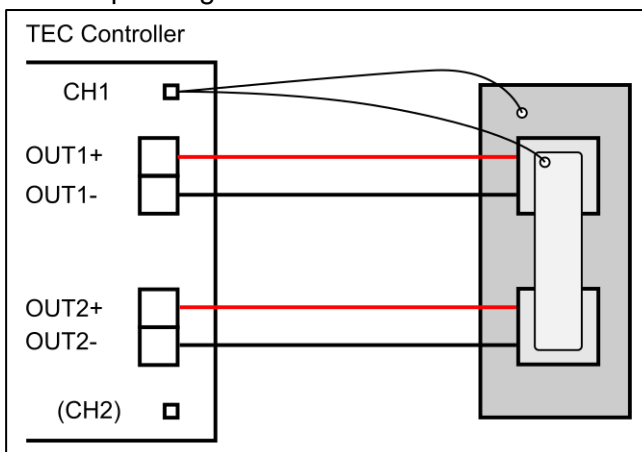 TEC Controller
CH1
OUT1+
OUT1-
OUT2+
OUT2-
(CH2)